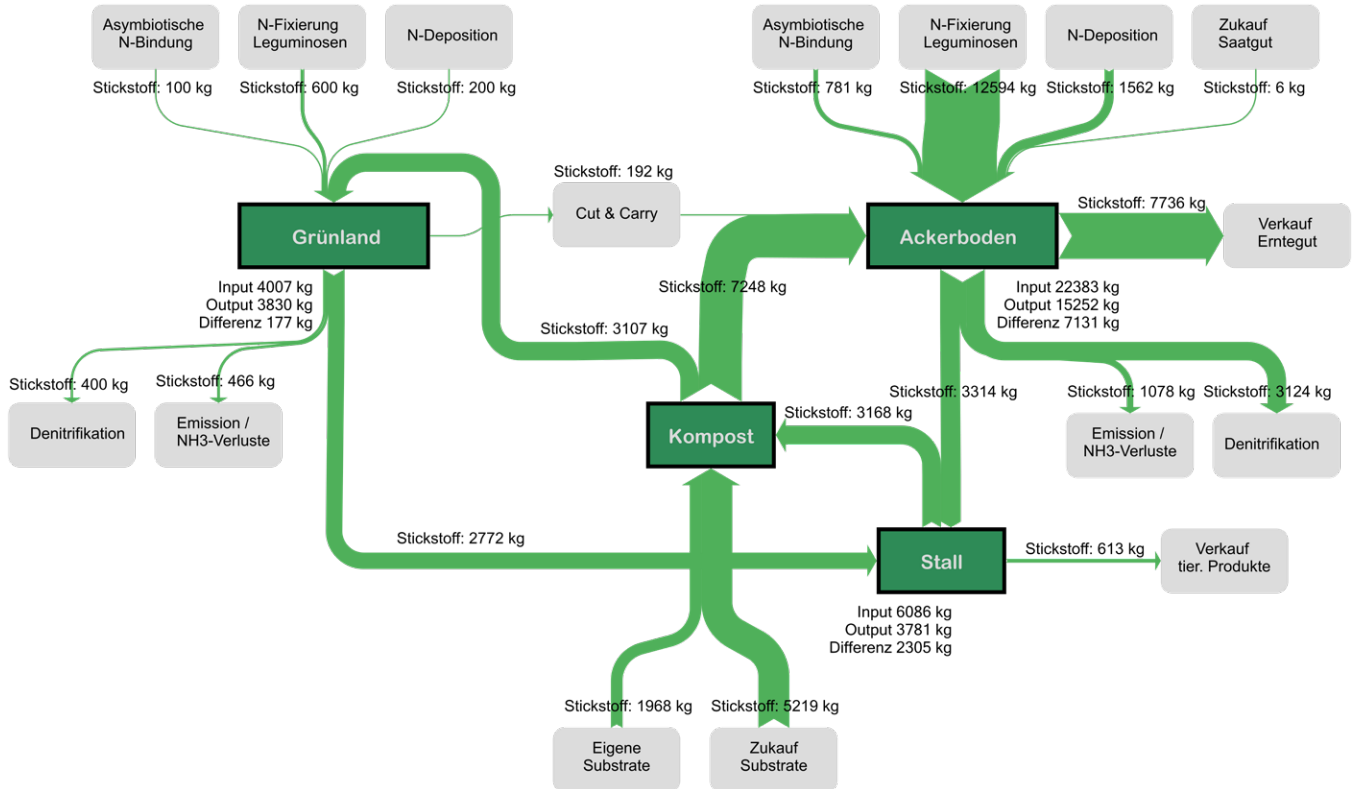 Asymbiotische
N-Bindung
N-Fixierung
Leguminosen
N-Deposition
Asymbiotische
N-Bindung
N-Fixierung
Leguminosen
N-Deposition
Zukauf
Saatgut
Stickstoff: 100 kg
Stickstoff: 600 kg
Stickstoff: 200 kg
Stickstoff: 781 kg
Stickstoff: 12594 kg
Stickstoff: 1562 kg
Stickstoff: 6 kg
Stickstoff: 192 kg
Cut & Carry
Grünland
Ackerboden
Stickstoff: 7736 kg
Verkauf
Erntegut
Input 4007 kg
Output 3830 kg
Differenz 177 kg
Stickstoff: 7248 kg
Input 22383 kg
Output 15252 kg
Differenz 7131 kg
Stickstoff: 3107 kg
Stickstoff: 400 kg
Stickstoff: 466 kg
Denitrifikation
Emission /
NH3-Verluste
Stickstoff: 3314 kg
Stickstoff: 1078 kg
Stickstoff: 3124 kg
Stickstoff: 3168 kg
Kompost
Emission /
NH3-Verluste
Denitrifikation
Stickstoff: 2772 kg
Stall
Stickstoff: 613 kg
Verkauf
tier. Produkte
Input 6086 kg
Output 3781 kg
Differenz 2305 kg
Stickstoff: 1968 kg
Stickstoff: 5219 kg
Eigene
Substrate
Zukauf
Substrate